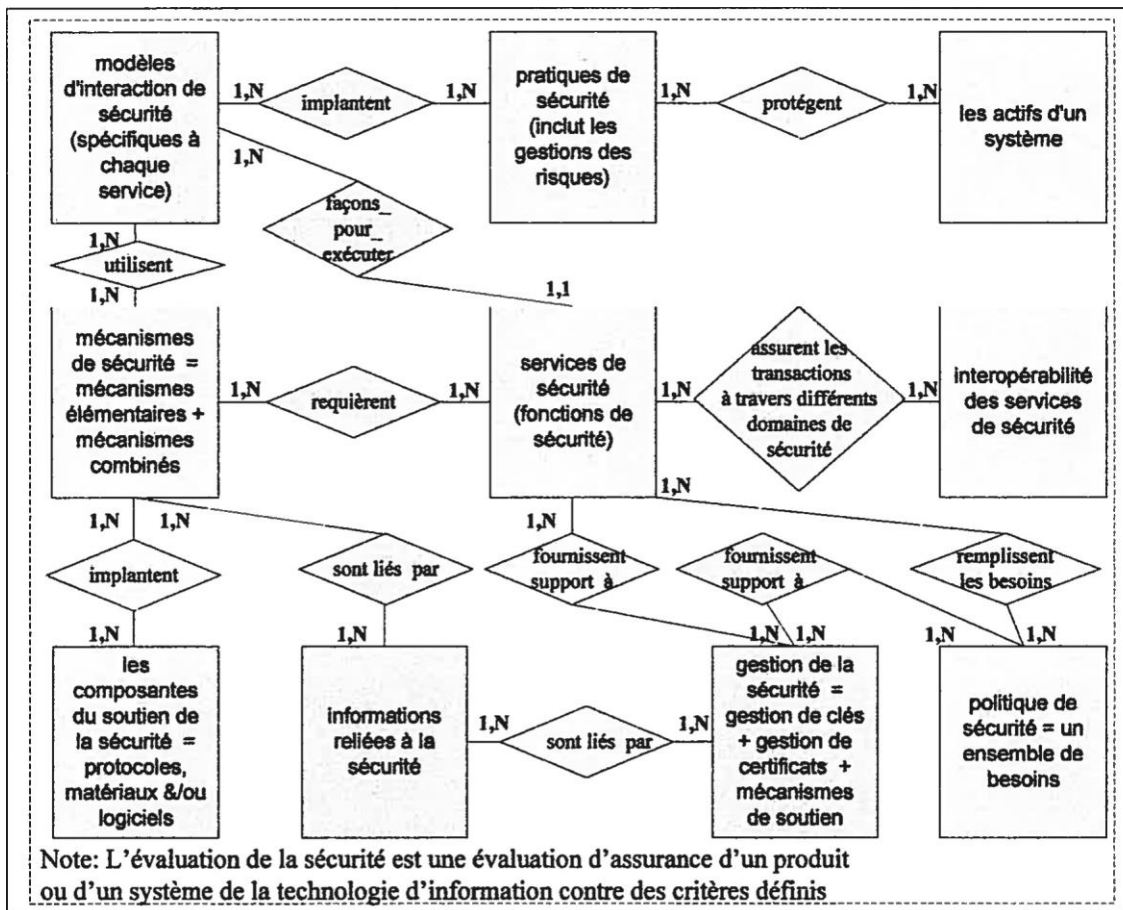 modèles
d'interaction de
sécurité
(spécifiques à
chaque
service)
1,N
implantent
1,N
pratiques de
sécurité
(inclut les
gestions des
risques)
1,N
protégent
1,N
les actifs d'un
système
1,N
façons_
pour_
exécuter
1,1
1,N
utilisent
1,N
mécanismes
de sécurité =
mécanismes
élémentaires +
mécanismes
combinés
1,N
requièrent
1,N
services de
sécurité
(fonctions de
sécurité)
1,N
assurent les
transactions
à travers différents
domaines de
sécurité
1,N
interopérabilité
des services
de sécurité
1,N
implantent
1,N
1,N
sont liés par
1,N
1,N
fournissent
support à
1,N
fournissent
support à
1,N
1,N
1,N
remplissent
les besoins
1,N
les
composantes
du soutien de
la sécurité =
protocoles,
matériaux &/ou
logiciels
informations
reliées à la
sécurité
1,N
sont liés par
1,N
gestion de la
sécurité =
gestion de clés
+ gestion de
certificats +
mécanismes
de soutien
politique de
sécurité = un
ensemble de
besoins
Note: L'évaluation de la sécurité est une évaluation d'assurance d'un produit
ou d'un système de la technologie d'information contre des critères définis